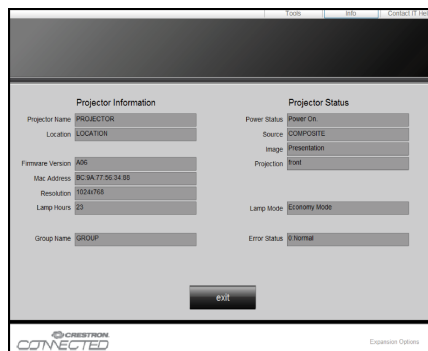 Tools Info Contact IT Hel
Projector Information
Projector Name PROJECTOR
Location LOCATION
Firmware Version A06
Mac Address BC:9A:77:56:34:88
Resolution 1024x768
Lamp Hours 23
Group Name GROUP
Projector Status
Power Status Power On.
Source COMPOSITE
Image Presentation
Projection front
Lamp Mode Economy Mode
Error Status 0:Normal
exit
CRESTRON
CONNECTED
Expansion Options